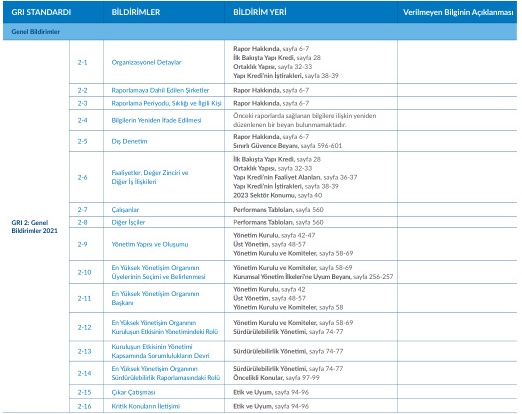 GRI STANDARDI BİLDİRİMLER BİLDİRİM YERİ Verilmeyen Bilginin Açıklanması
Genel Bildirimler
GRI 2: Genel
Bildirimler 2021
2-1 Organizasyonel Detaylar
Rapor Hakkında, sayfa 6-7
İlk Bakışta Yapı Kredi, sayfa 28
Ortaklık Yapısı, sayfa 32-33
Yapı Kredi'nin İştirakleri, sayfa 38-39
2-2 Raporlamaya Dahil Edilen Şirketler Rapor Hakkında, sayfa 6-7
2-3 Raporlama Periyodu, Sıklığı ve İlgili Kişi Rapor Hakkında, sayfa 6-7
2-4 Bilgilerin Yeniden İfade Edilmesi
Önceki raporlarda sağlanan bilgilere ilişkin yeniden
düzenlenen bir beyan bulunmamaktadır.
2-5 Dış Denetim
Rapor Hakkında, sayfa 6-7
Sınırlı Güvence Beyanı, sayfa 596-601
2-6 Faaliyetler, Değer Zinciri ve
Diğer İş İlişkileri
İlk Bakışta Yapı Kredi, sayfa 28
Ortaklık Yapısı, sayfa 32-33
Yapı Kredi'nin Faaliyet Alanları, sayfa 36-37
Yapı Kredi'nin İştirakleri, sayfa 38-39
2023 Sektör Konumu, sayfa 40
2-7 Çalışanlar Performans Tabloları, sayfa 560
2-8 Diğer İşçiler Performans Tabloları, sayfa 560
2-9 Yönetim Yapısı ve Oluşumu
Yönetim Kurulu, sayfa 42-47
Üst Yönetim, sayfa 48-57
Yönetim Kurulu ve Komiteler, sayfa 58-69
2-10 En Yüksek Yönetişim Organının
Üyelerinin Seçimi ve Belirlenmesi
Yönetim Kurulu ve Komiteler, sayfa 58-69
Kurumsal Yönetim İlkeleri'ne Uyum Beyanı, sayfa 256-257
2-11 En Yüksek Yönetişim Organının
Başkanı
Yönetim Kurulu, sayfa 42
Üst Yönetim, sayfa 48-57
Yönetim Kurulu ve Komiteler, sayfa 58
2-12 En Yüksek Yönetişim Organının
Kuruluşun Etkisinin Yönetimindeki Rolü
Yönetim Kurulu ve Komiteler, sayfa 58-69
Sürdürülebilirlik Yönetimi, sayfa 74-77
2-13 Kuruluşun Etkisinin Yönetimi
Kapsamında Sorumlulukların Devri
Sürdürülebilirlik Yönetimi, sayfa 74-77
2-14 En Yüksek Yönetişim Organının
Sürdürülebilirlik Raporlamasındaki Rolü
Sürdürülebilirlik Yönetimi, sayfa 74-77
Öncelikli Konular, sayfa 97-99
2-15 Çıkar Çatışması Etik ve Uyum, sayfa 94-96
2-16 Kritik Konuların İletişimi Etik ve Uyum, sayfa 94-96